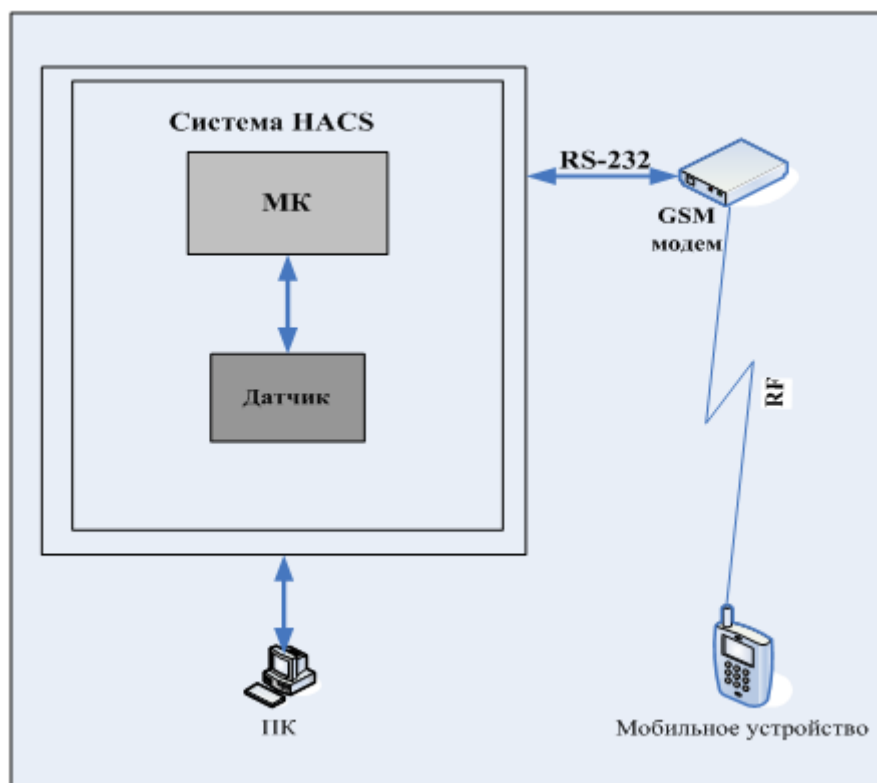 Система HACS
МК
Датчик
RS-232
GSM
модем
RF
ПК
Мобильное устройство